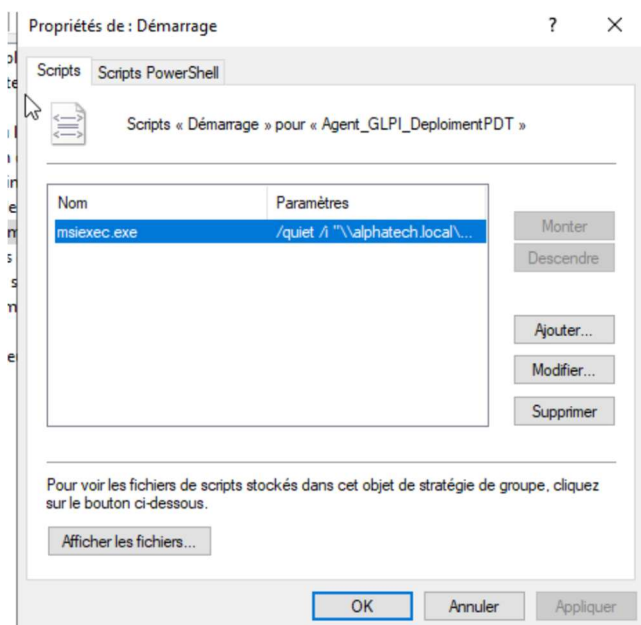 Propriétés de : Démarrage
Scripts
Scripts PowerShell
Scripts « Démarrage » pour « Agent_GLPI_DeploimentPDT »
Nom
Paramètres
msiexec.exe
/quiet /i "\\alphatech.local\...
Monter
Descendre
Ajouter...
Modifier...
Supprimer
Pour voir les fichiers de scripts stockés dans cet objet de stratégie de groupe, cliquez
sur le bouton ci-dessous.
Afficher les fichiers...
OK
Annuler
Appliquer